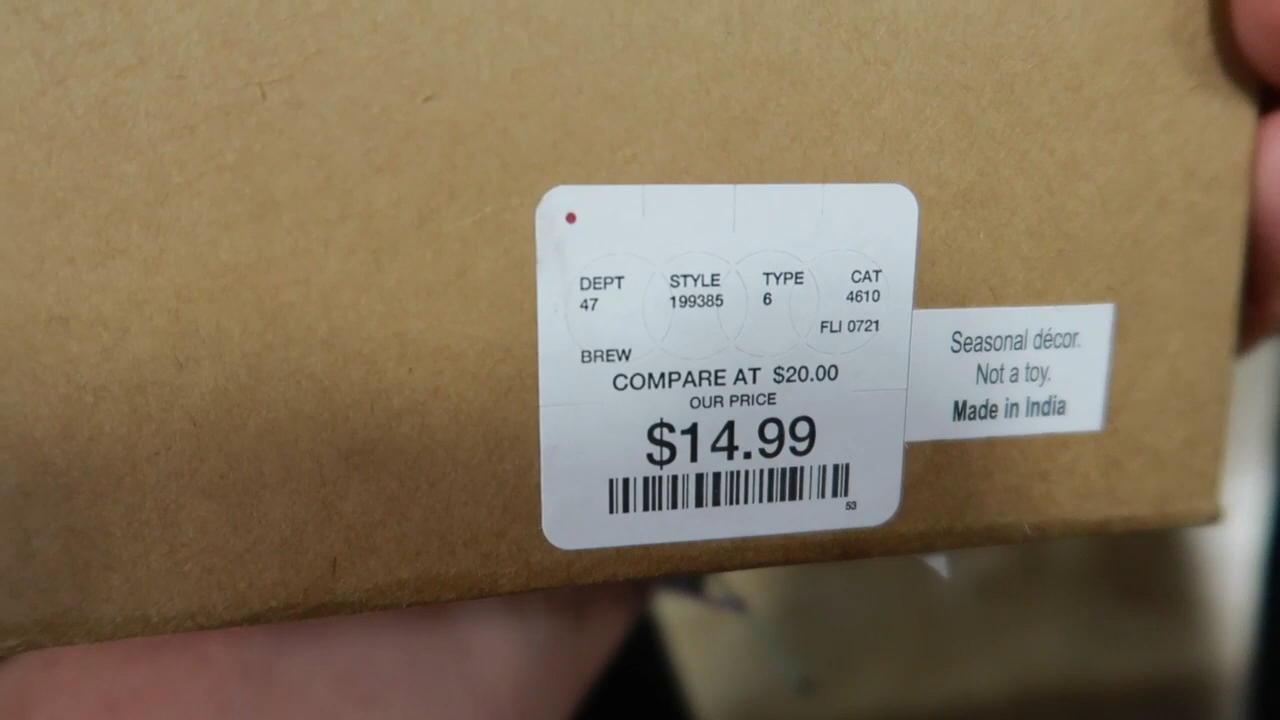 DEPT STYLE TYPE CAT
47 199385 6 4610
FLI 0721
BREW
COMPARE AT $20.00
OUR PRICE
$14.99
53
Seasonal décor.
Not a toy.
Made in India